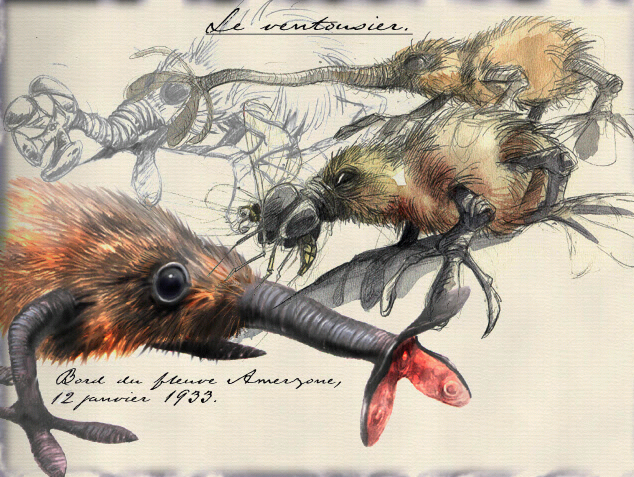 Le ventousier.
Bord du fleuve Amerzone,
12 janvier 1933.